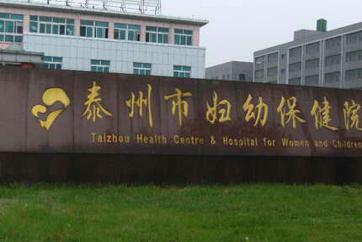 泰州市妇幼保健院
Taizhou Health Centre & Hospital for Women and Children